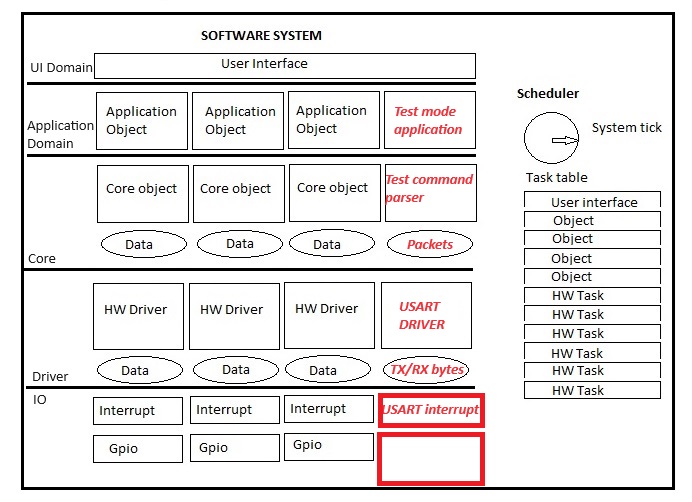 SOFTWARE SYSTEM
UI Domain
User Interface
Application
Domain
Application
Object
Application
Object
Application
Object
Test mode
application
Core object
Core object
Core object
Test command
parser
Data
Data
Data
Packets
Core
HW Driver
HW Driver
HW Driver
USART
DRIVER
Data
Data
Data
TX/RX bytes
Driver
IO
Interrupt
Interrupt
Interrupt
USART interrupt
Gpio
Gpio
Gpio
Scheduler
System tick
Task table
User interface
Object
Object
Object
Object
HW Task
HW Task
HW Task
HW Task
HW Task
HW Task